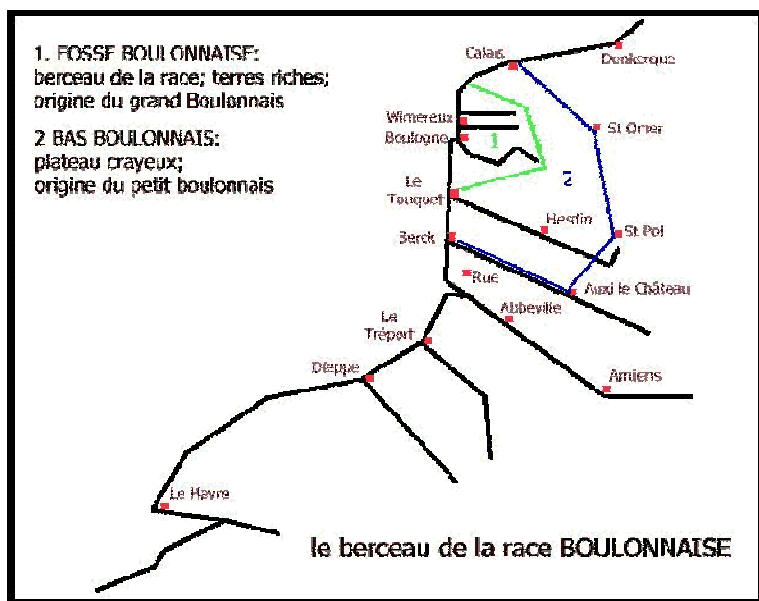 1. FOSSE BOULONNAISE:
berceau de la race; terres riches;
origine du grand Boulonnais
2 BAS BOULONNAIS:
plateau crayeux;
origine du petit boulonnais
Calais
Denkerque
Wimereux
Boulogne
1
St Omer
2
Le
Touquet
Hesdin
St Pol
Berck
Rue
Auxi le Château
Abbeville
Le
Tréport
Dieppe
Amiens
Le Havre
le berceau de la race BOULONNAISE